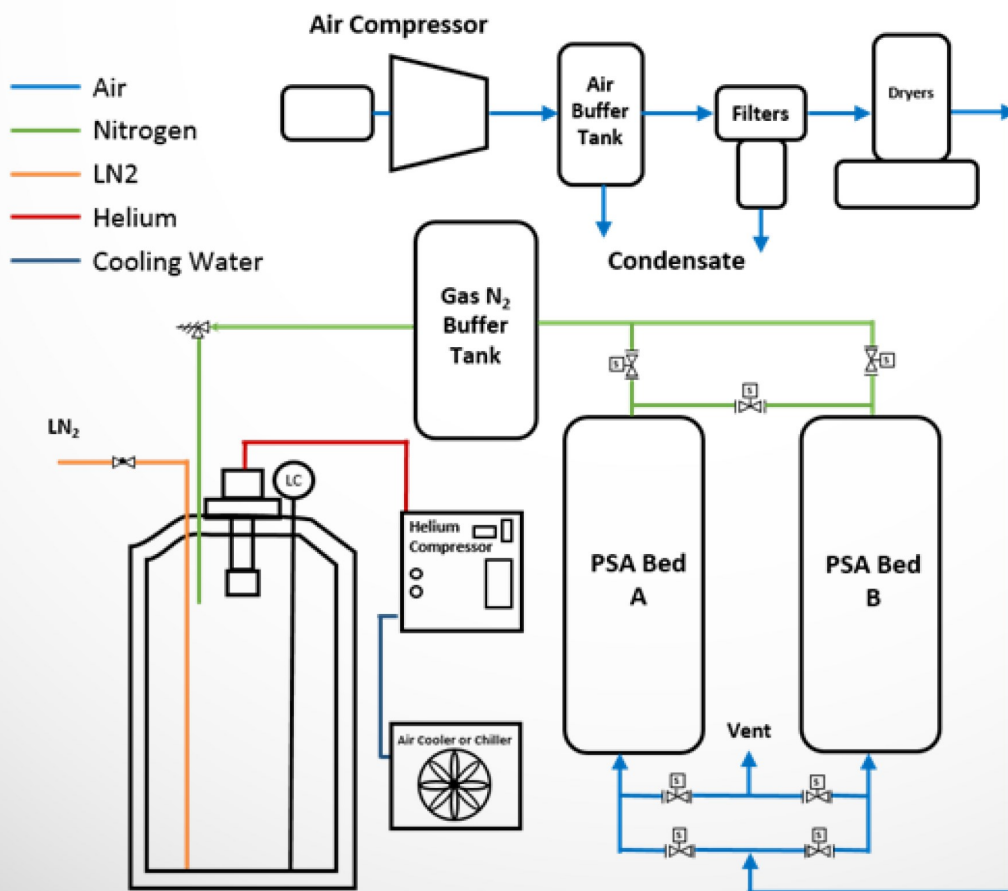 Air Compressor
Air
Nitrogen
LN2
Helium
Cooling Water
Air
Buffer
Tank
Filters
Dryers
Condensate
Gas N₂
Buffer
Tank
S
S
S
LN₂
LC
Helium
Compressor
PSA Bed
A
PSA Bed
B
Air Cooler or Chiller
Vent
S
S
S
S